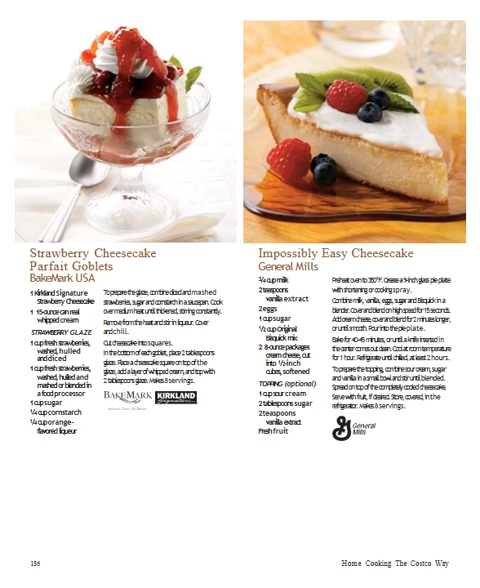 Strawberry Cheesecake
Parfait Goblets
BakeMark USA
1 Kirkland Signature
Strawberry cheesecake
1 15-ounce can real
whipped cream
STRAWBERRY GLAZE
1 cup fresh strawberries,
washed, hulled
and diced
1 cup fresh strawberries,
washed, hulled and
mashed or blended in
a food processor
1 cup sugar
1/4 cup cornstarch
1/4 cup orange-
flavored liqueur
To prepare the glaze, combine diced and mashed
strawberries, sugar and cornstarch in a saucepan. Cook
over medium heat until thickened, stirring constantly.
Remove from the heat and stir in liqueur. Cover
and chill.
Cut cheesecake into squares.
In the bottom of each goblet, place 2 tablespoons
glaze. Place a cheesecake square on top of the
glaze, add a layer of whipped cream, and top with
2 tablespoons glaze. Makes 8 servings.
BAKEMARK
KIRKLAND
Signature
Impossibly Easy Cheesecake
General Mills
3/4 cup milk
2 teaspoons
vanilla extract
2 eggs
1 cup sugar
1/2 cup Original
Bisquick mix
2 8-ounce packages
cream cheese, cut
into 1/2-inch
cubes, softened
TOPPING (optional)
1 cup sour cream
2 tablespoons sugar
2 teaspoons
vanilla extract
Fresh fruit
Preheat oven to 350°F. Grease a 9-inch glass pie plate
with shortening or cooking spray.
Combine milk, vanilla, eggs, sugar and Bisquick in a
blender. Cover and blend on high speed for 15 seconds.
Add cream cheese, cover and blend for 2 minutes longer,
or until smooth. Pour into the pie plate.
Bake for 40-45 minutes, or until a knife inserted in
the center comes out clean. Cool at room temperature
for 1 hour. Refrigerate until chilled, at least 2 hours.
To prepare the topping, combine sour cream, sugar
and vanilla in a small bowl and stir until blended.
Spread on top of the completely cooled cheesecake.
Serve with fruit, if desired. Store, covered, in the
refrigerator. Makes 8 servings.
General
Mills
186
Home Cooking The Costco Way